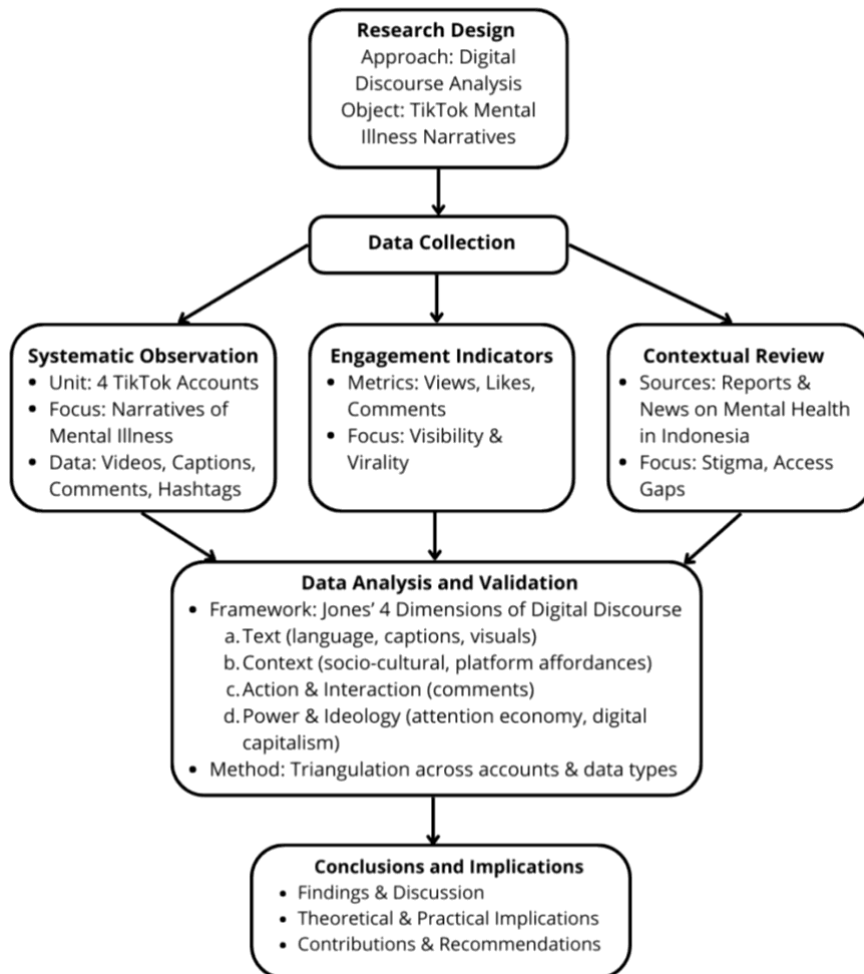 Research Design
Approach: Digital
Discourse Analysis
Object: TikTok Mental
Illness Narratives
Data Collection
Systematic Observation
• Unit: 4 TikTok Accounts
• Focus: Narratives of
Mental Illness
• Data: Videos, Captions,
Comments, Hashtags
Engagement Indicators
• Metrics: Views, Likes,
Comments
• Focus: Visibility &
Virality
Contextual Review
• Sources: Reports &
News on Mental Health
in Indonesia
• Focus: Stigma, Access
Gaps
Data Analysis and Validation
• Framework: Jones’ 4 Dimensions of Digital Discourse
a. Text (language, captions, visuals)
b. Context (socio-cultural, platform affordances)
c. Action & Interaction (comments)
d. Power & Ideology (attention economy, digital
capitalism)
• Method: Triangulation across accounts & data types
Conclusions and Implications
• Findings & Discussion
• Theoretical & Practical Implications
• Contributions & Recommendations